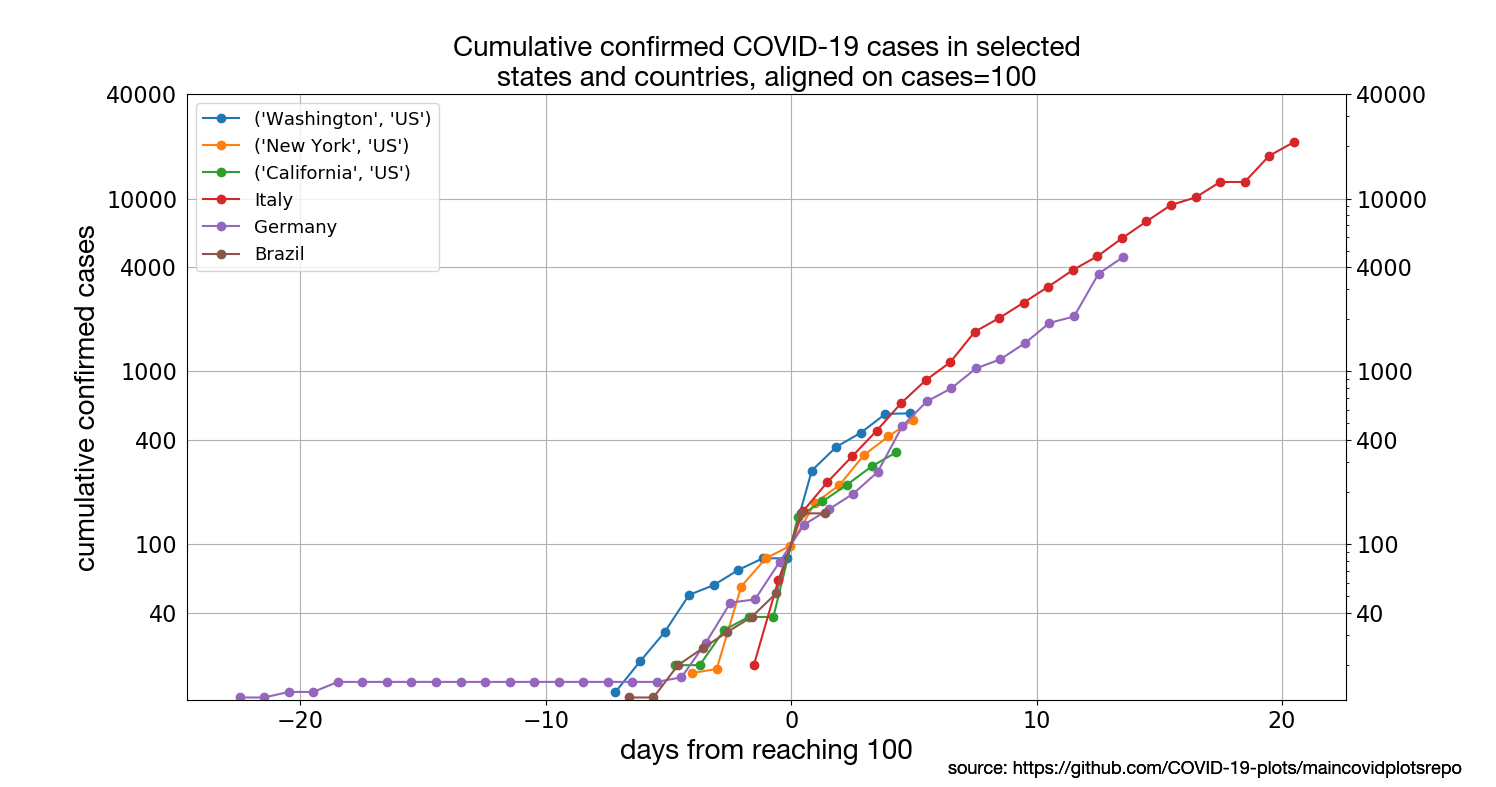 Cumulative confirmed COVID-19 cases in selected
states and countries, aligned on cases=100
40000
10000
4000
1000
400
100
40
cumulative confirmed cases
('Washington', 'US')
('New York', 'US')
('California', 'US')
Italy
Germany
Brazil
40000
10000
4000
1000
400
100
40
−20 −10 0 10 20
days from reaching 100
source: https://github.com/COVID-19-plots/maincovidplotsrepo